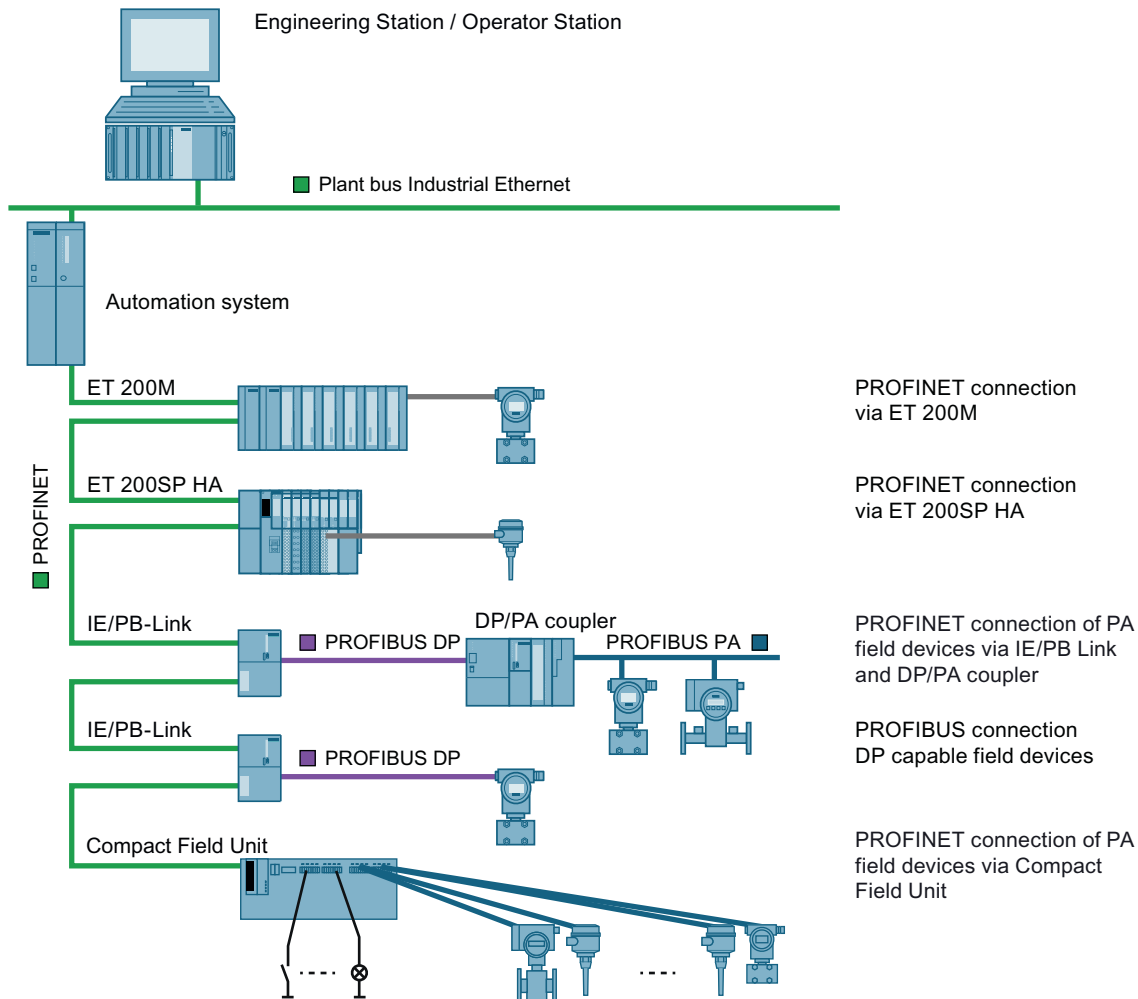 Engineering Station / Operator Station
Plant bus Industrial Ethernet
Automation system
ET 200M
PROFINET connection
via ET 200M
PROFINET
ET 200SP HA
PROFINET connection
via ET 200SP HA
IE/PB-Link
PROFIBUS DP
DP/PA coupler
PROFIBUS PA
PROFINET connection of PA
field devices via IE/PB Link
and DP/PA coupler
IE/PB-Link
PROFIBUS DP
PROFIBUS connection
DP capable field devices
Compact Field Unit
PROFINET connection of PA
field devices via Compact
Field Unit